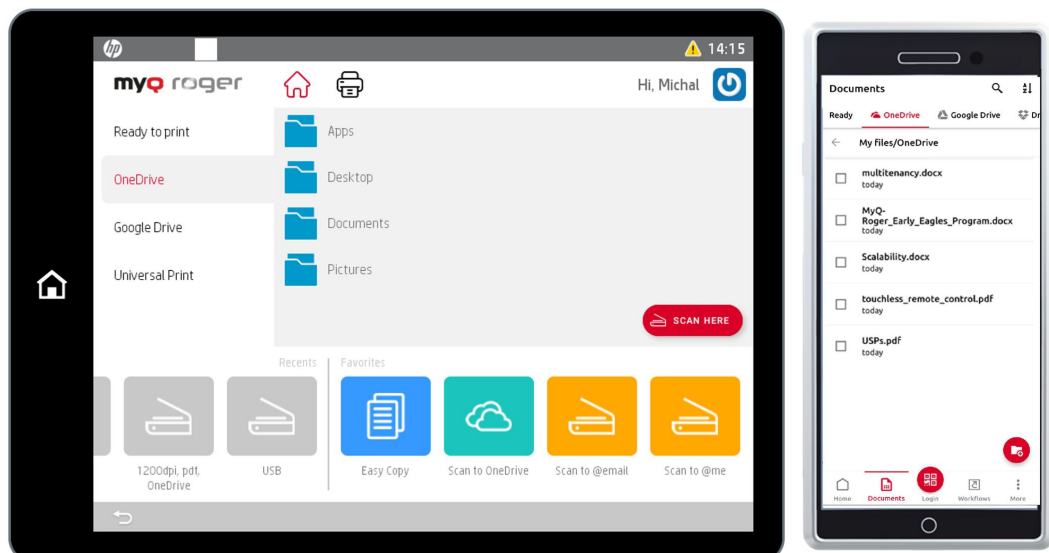 hp
14:15
myq roger
Hi, Michal
Ready to print
OneDrive
Google Drive
Universal Print
Apps
Desktop
Documents
Pictures
SCAN HERE
Recents
Favorites
1200dpi, pdf,
OneDrive
USB
Easy Copy
Scan to OneDrive
Scan to @email
Scan to @me
Documents
Ready
OneDrive
Google Drive
Dr
My files/OneDrive
multitenancy.docx
today
MyQ-
Roger_Early_Eagles_Program.docx
today
Scalability.docx
today
touchless_remote_control.pdf
today
USPs.pdf
today
Home
Documents
Login
Workflows
More